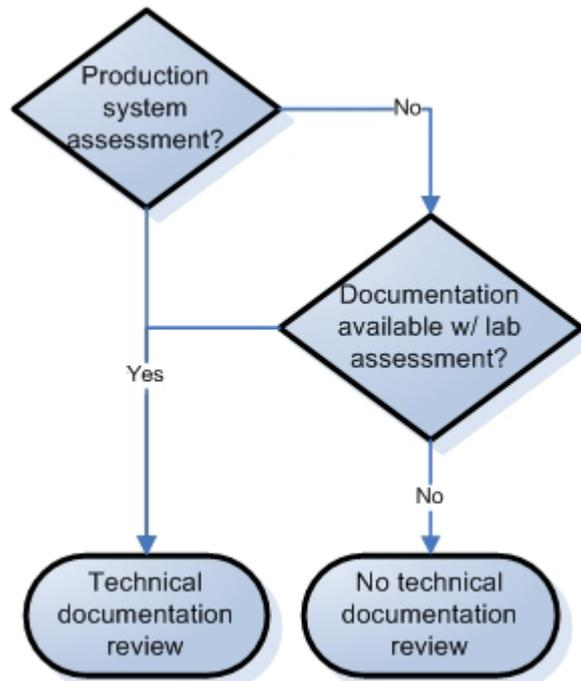 Production
system
assessment?
No
Documentation
available w/ lab
assessment?
Yes
No
Technical
documentation
review
No technical
documentation
review